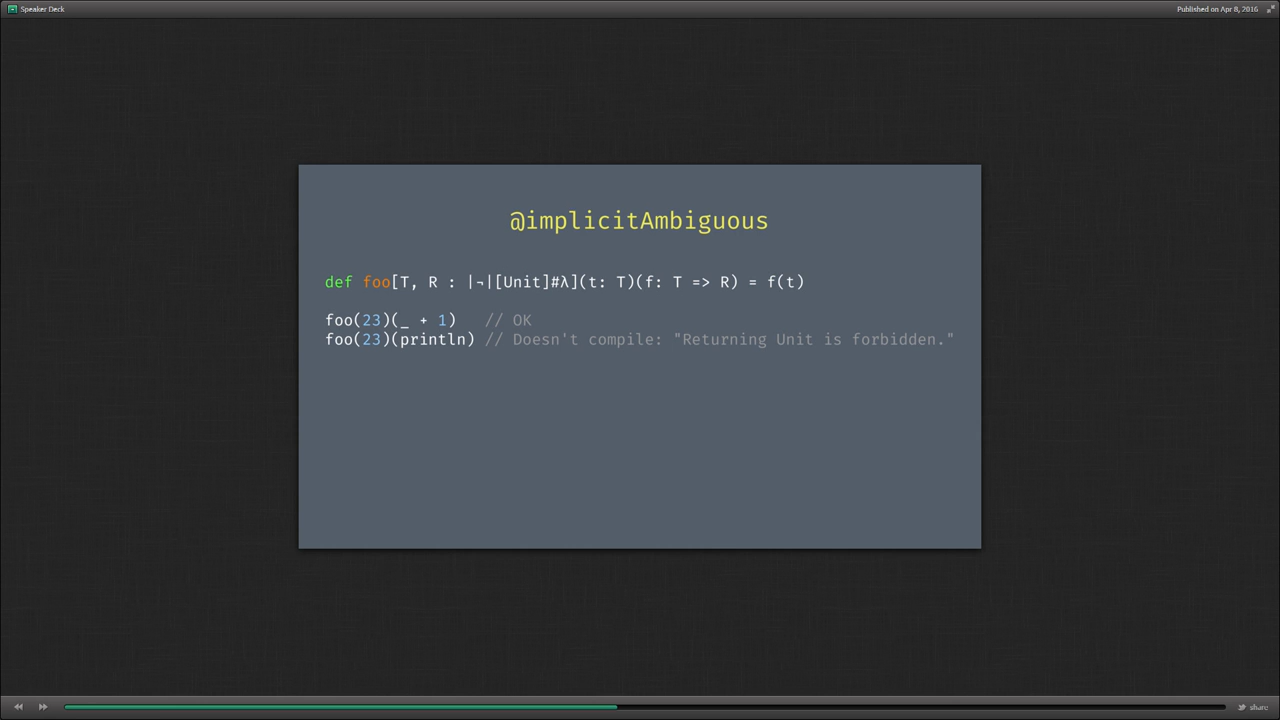 Speaker Deck
Published on Apr 8, 2016
@implicitAmbiguous
def foo[T, R : |¬|[Unit]#λ](t: T)(f: T => R) = f(t)
foo(23)(_ + 1)   // OK
foo(23)(println) // Doesn't compile: "Returning Unit is forbidden."
share